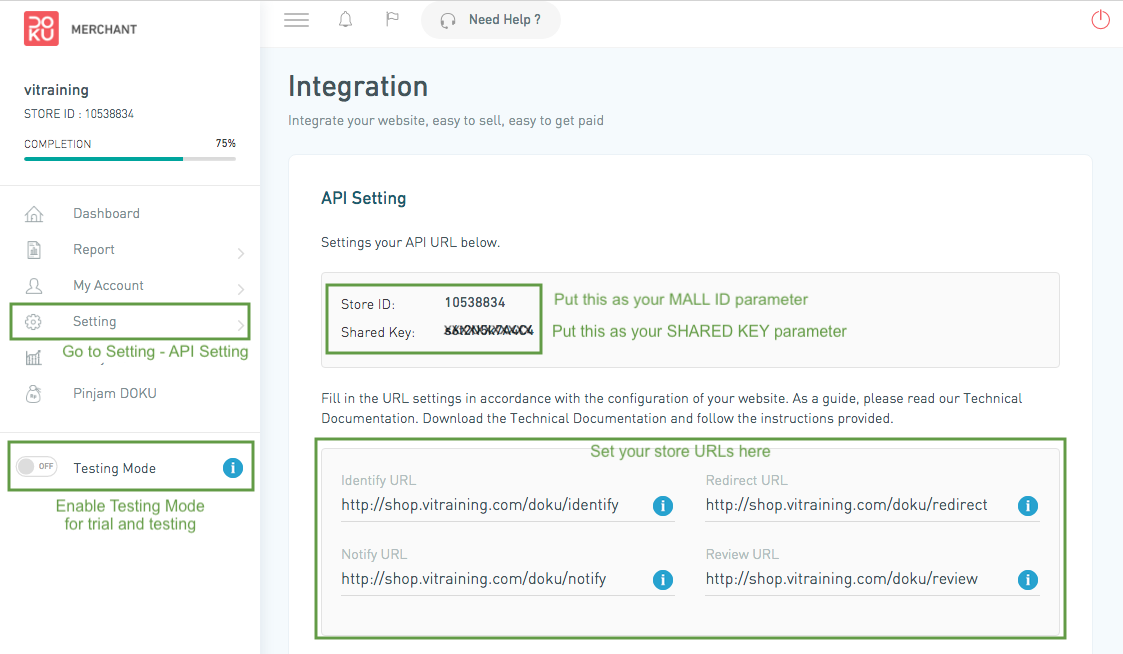 DOKU MERCHANT
Need Help ?
vitraining
STORE ID : 10538834
COMPLETION 75%
Dashboard
Report
My Account
Setting
Go to Setting - API Setting
Pinjam DOKU
OFF Testing Mode
Enable Testing Mode
for trial and testing
Integration
Integrate your website, easy to sell, easy to get paid
API Setting
Settings your API URL below.
Store ID: 10538834 Put this as your MALL ID parameter
Shared Key: Put this as your SHARED KEY parameter
Fill in the URL settings in accordance with the configuration of your website. As a guide, please read our Technical
Documentation. Download the Technical Documentation and follow the instructions provided.
Set your store URLs here
Identify URL
http://shop.vitraining.com/doku/identify
Redirect URL
http://shop.vitraining.com/doku/redirect
Notify URL
http://shop.vitraining.com/doku/notify
Review URL
http://shop.vitraining.com/doku/review